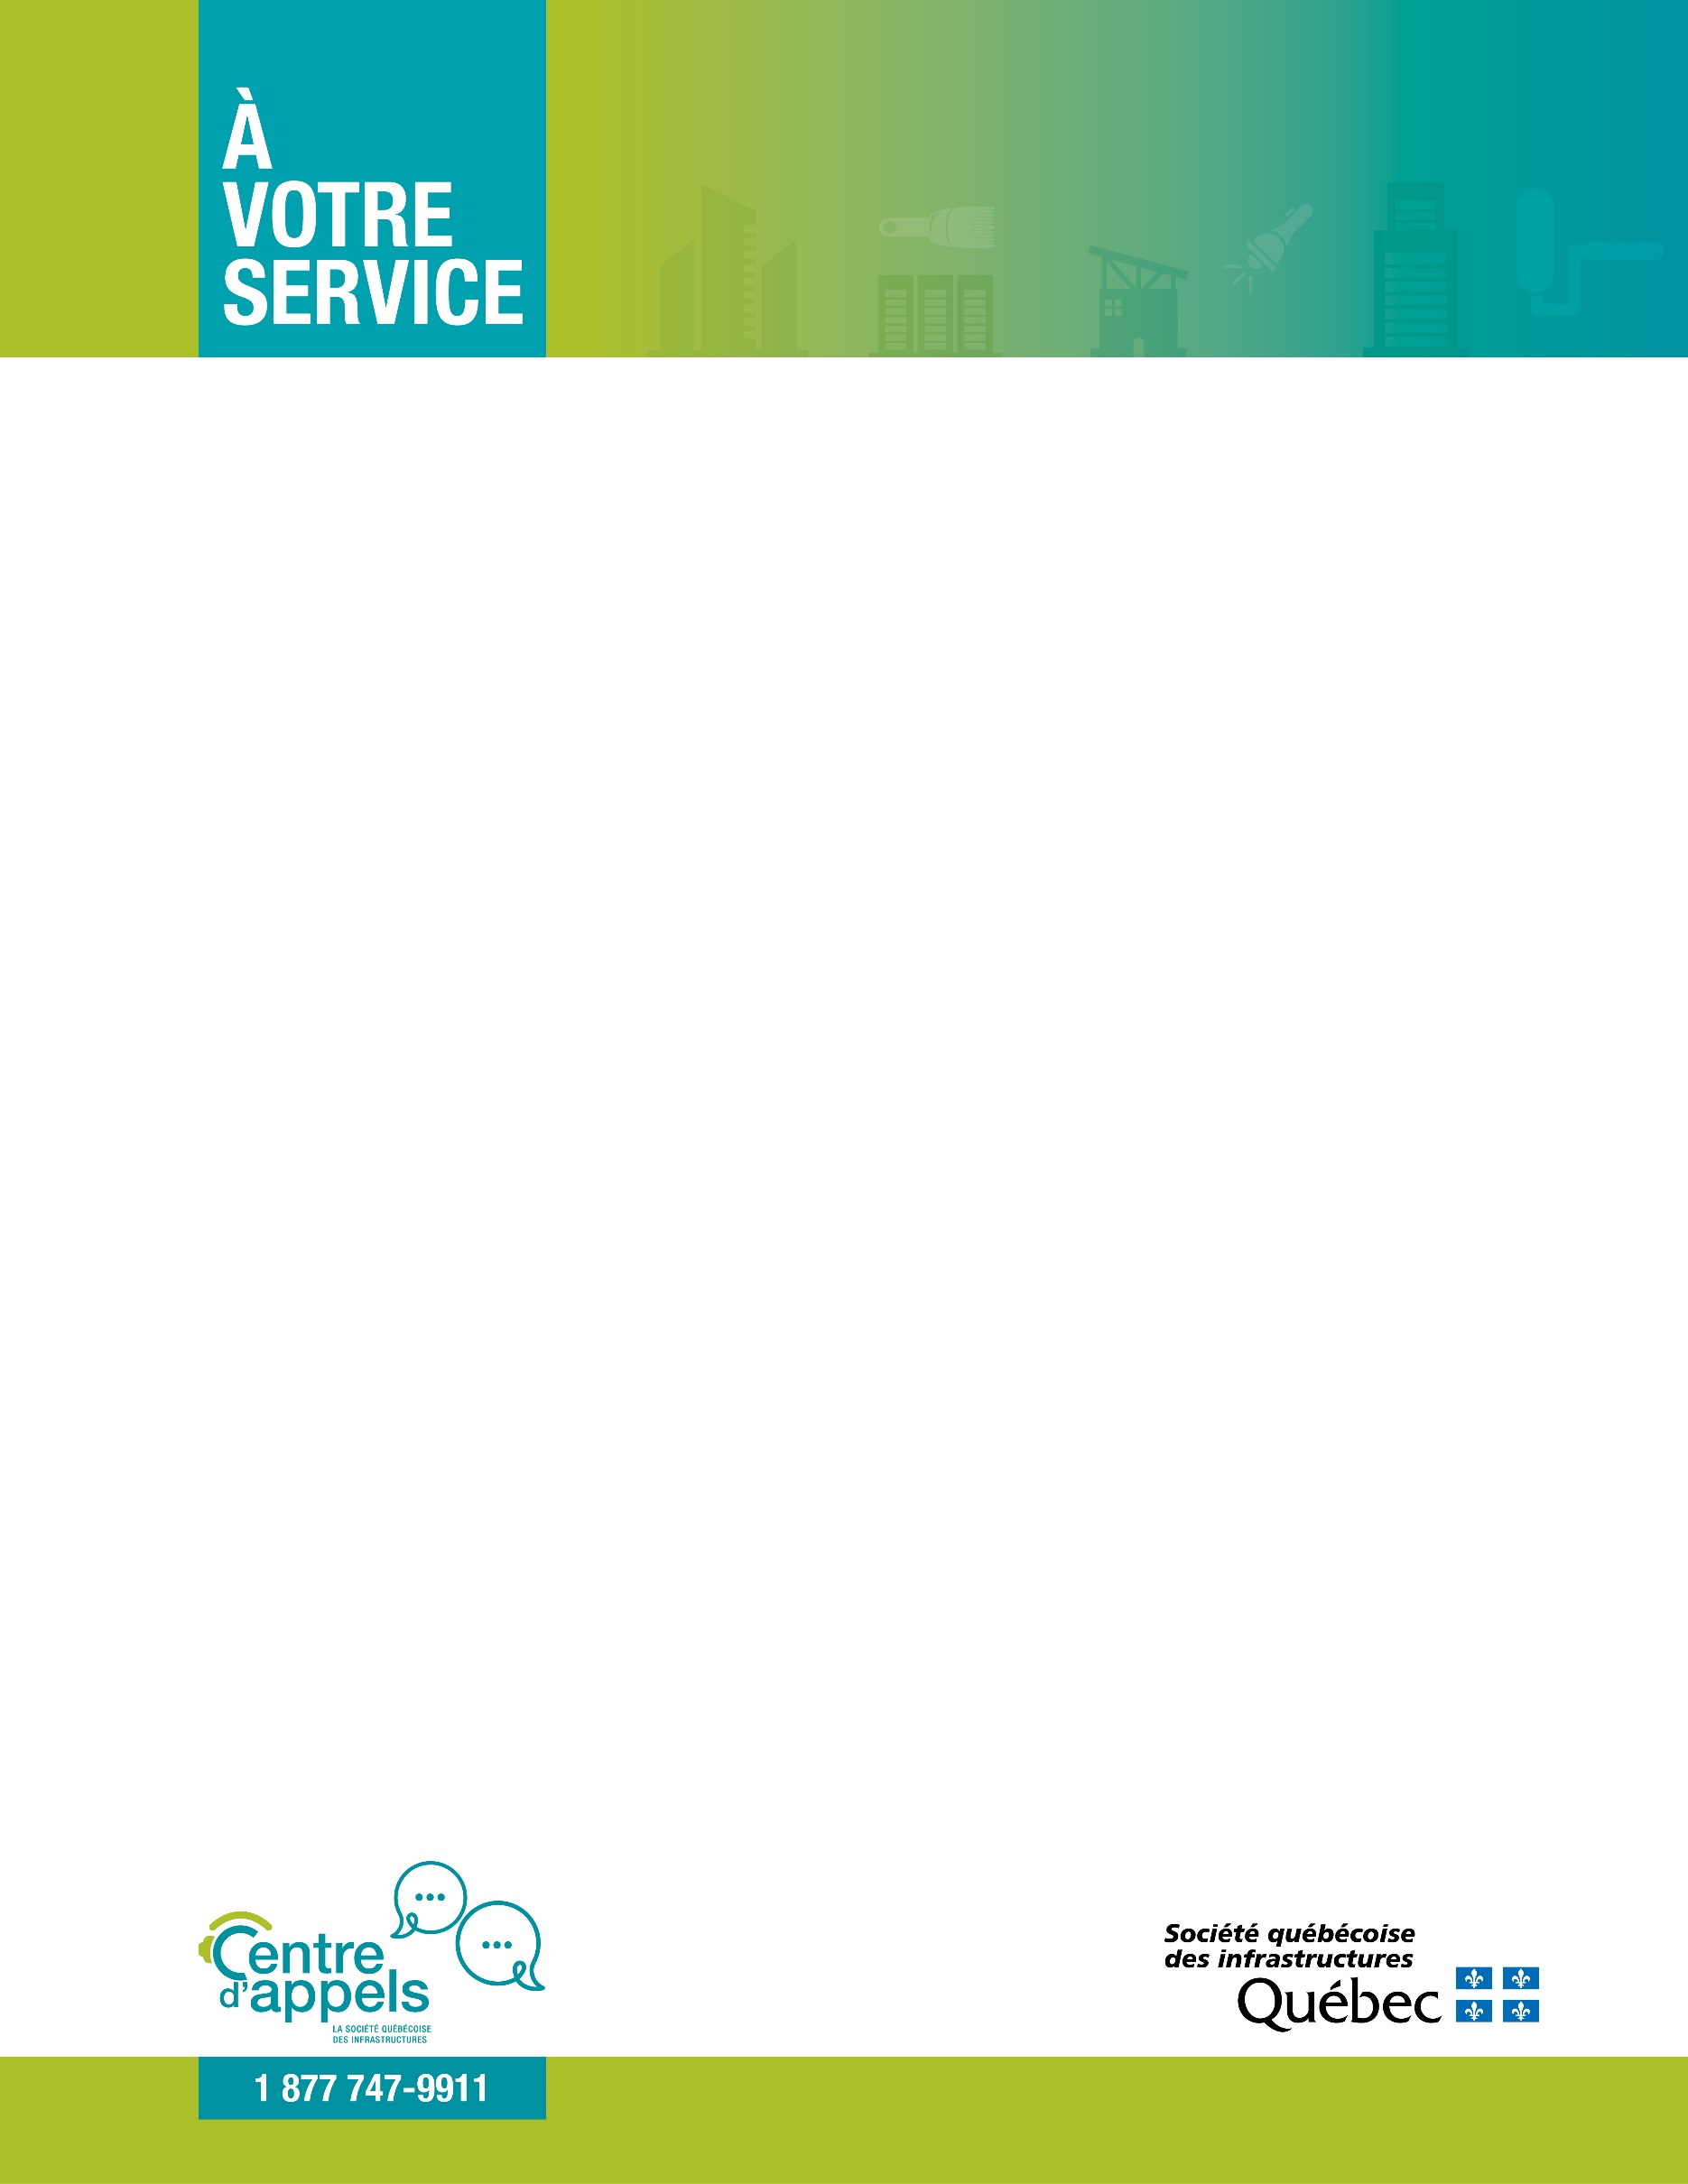 À
VOTRE
SERVICE
Centre
d'appels
LA SOCIÉTÉ QUÉBÉCOISE
DES INFRASTRUCTURES
Société québécoise
des infrastructures
Québec
1 877 747-9911